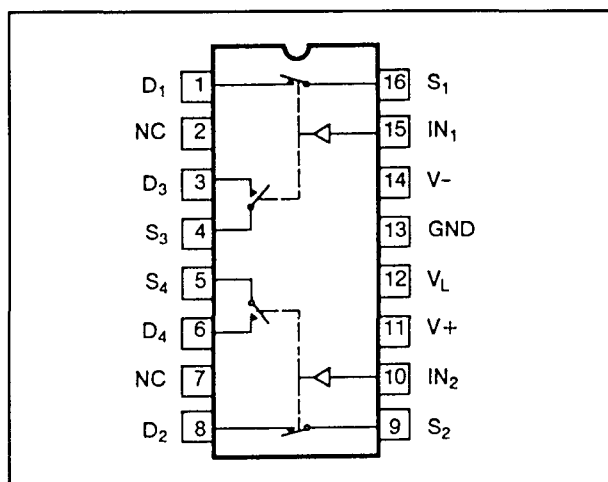 D1 1 16 S1
NC 2 15 IN1
D3 3 14 V-
S3 4 13 GND
S4 5 12 VL
D4 6 11 V+
NC 7 10 IN2
D2 8 9 S2